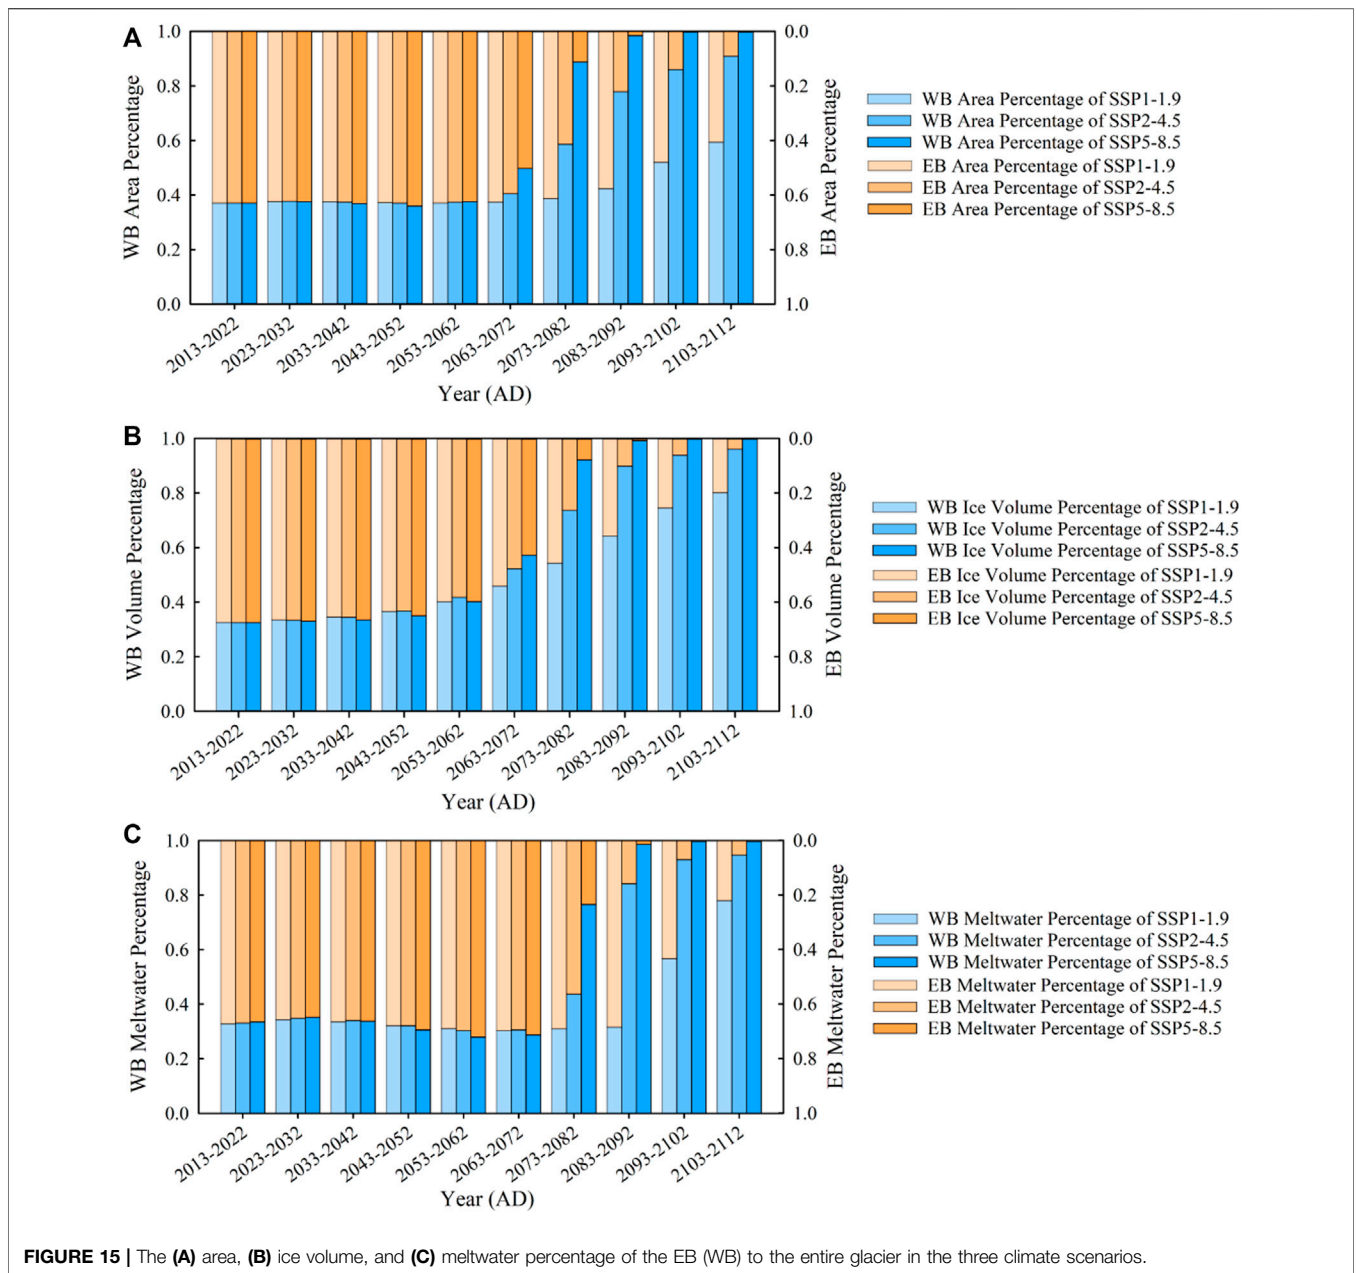 A
WB Area Percentage
1.0
0.8
0.6
0.4
0.2
0.0
0.0
0.2
0.4
0.6
0.8
1.0
EB Area Percentage
2013-2022
2023-2032
2033-2042
2043-2052
2053-2062
2063-2072
2073-2082
2083-2092
2093-2102
2103-2112
Year (AD)
WB Area Percentage of SSP1-1.9
WB Area Percentage of SSP2-4.5
WB Area Percentage of SSP5-8.5
EB Area Percentage of SSP1-1.9
EB Area Percentage of SSP2-4.5
EB Area Percentage of SSP5-8.5
B
WB Volume Percentage
1.0
0.8
0.6
0.4
0.2
0.0
0.0
0.2
0.4
0.6
0.8
1.0
EB Volume Percentage
2013-2022
2023-2032
2033-2042
2043-2052
2053-2062
2063-2072
2073-2082
2083-2092
2093-2102
2103-2112
Year (AD)
WB Ice Volume Percentage of SSP1-1.9
WB Ice Volume Percentage of SSP2-4.5
WB Ice Volume Percentage of SSP5-8.5
EB Ice Volume Percentage of SSP1-1.9
EB Ice Volume Percentage of SSP2-4.5
EB Ice Volume Percentage of SSP5-8.5
C
WB Meltwater Percentage
1.0
0.8
0.6
0.4
0.2
0.0
0.0
0.2
0.4
0.6
0.8
1.0
EB Meltwater Percentage
2013-2022
2023-2032
2033-2042
2043-2052
2053-2062
2063-2072
2073-2082
2083-2092
2093-2102
2103-2112
Year (AD)
WB Meltwater Percentage of SSP1-1.9
WB Meltwater Percentage of SSP2-4.5
WB Meltwater Percentage of SSP5-8.5
EB Meltwater Percentage of SSP1-1.9
EB Meltwater Percentage of SSP2-4.5
EB Meltwater Percentage of SSP5-8.5
FIGURE 15 | The (A) area, (B) ice volume, and (C) meltwater percentage of the EB (WB) to the entire glacier in the three climate scenarios.